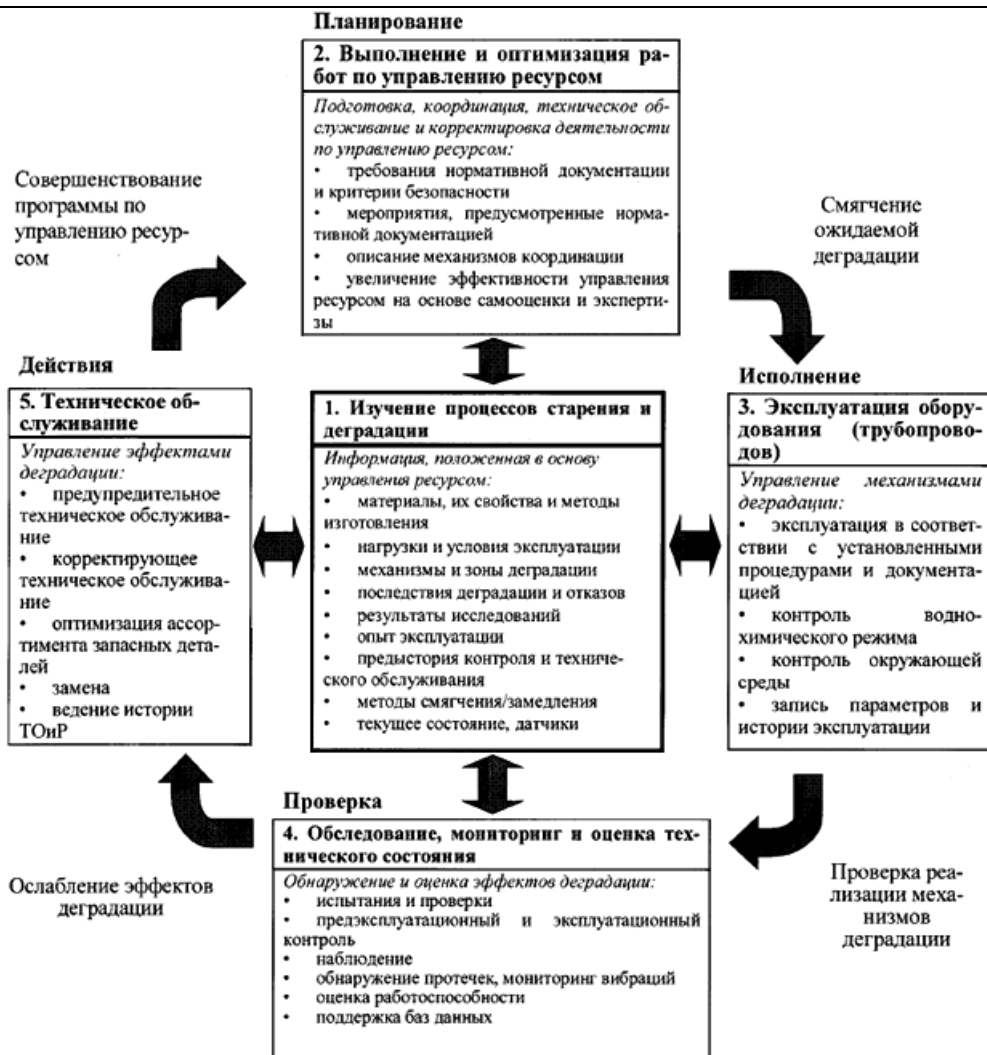 Планирование
2. Выполнение и оптимизация ра-
бот по управлению ресурсом
Подготовка, координация, техническое об-
служивание и корректировка деятельности
по управлению ресурсом:
• требования нормативной документации
и критерии безопасности
• мероприятия, предусмотренные норма-
тивной документацией
• описание механизмов координации
• увеличение эффективности управления
ресурсом на основе самооценки и эксперти-
зы
Совершенствование
программы по
управлению ресур-
сом
Смягчение
ожидаемой
деградации
Действия
5. Техническое об-
служивание
Управление эффектами
деградации:
• предупредительное
техническое обслужива-
ние
• корректирующее
техническое обслужива-
ние
• оптимизация ассор-
тимента запасных дета-
лей
• замена
• ведение истории
ТОиР
1. Изучение процессов старения и
деградации
Информация, положенная в основу
управления ресурсом:
• материалы, их свойства и методы
изготовления
• нагрузки и условия эксплуатации
• механизмы и зоны деградации
• последствия деградации и отказов
• результаты исследований
• опыт эксплуатации
• предыстория контроля и техниче-
ского обслуживания
• методы смягчения/замедления
• текущее состояние, датчики
Исполнение
3. Эксплуатация обору-
дования (трубопрово-
дов)
Управление механизмами
деградации:
• эксплуатация в соответ-
ствии с установленными
процедурами и документа-
цией
• контроль водно-
химического режима
• контроль окружающей
среды
• запись параметров и
истории эксплуатации
Проверка
4. Обследование, мониторинг и оценка тех-
нического состояния
Обнаружение и оценка эффектов деградации:
• испытания и проверки
• предэксплуатационный и эксплуатационный
контроль
• наблюдение
• обнаружение протечек, мониторинг вибраций
• оценка работоспособности
• поддержка баз данных
Ослабление эффектов
деградации
Проверка реа-
лизации меха-
низмов
деградации